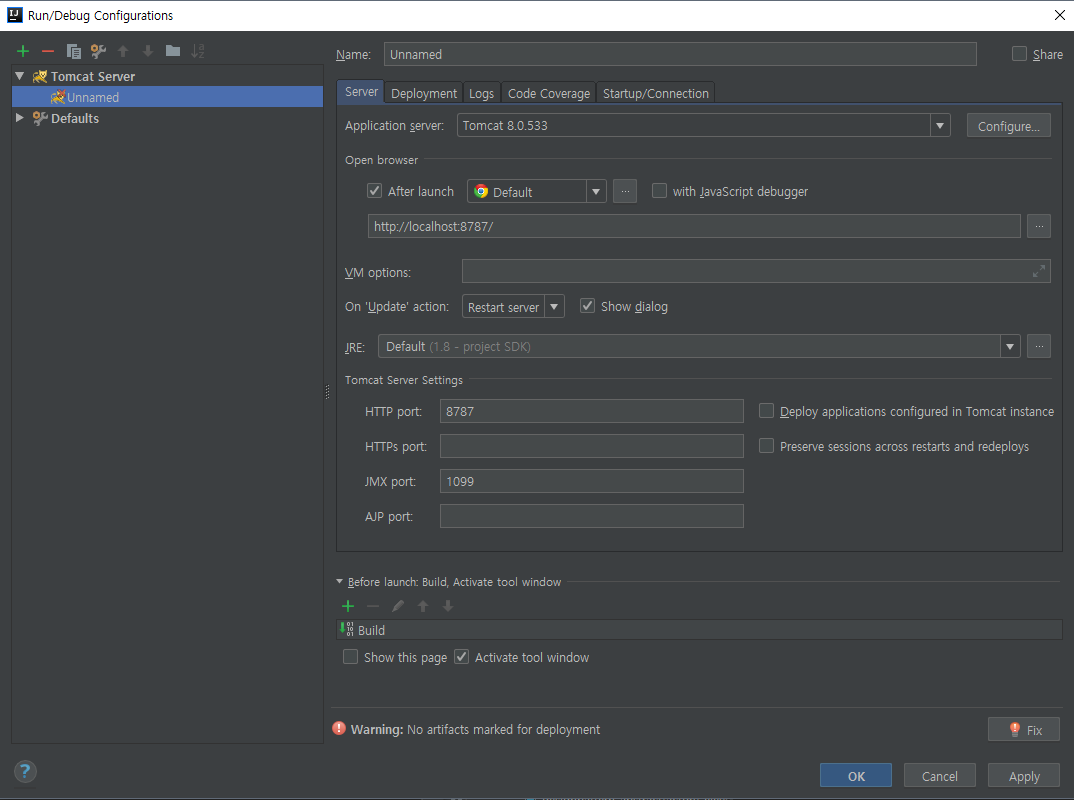 Run/Debug Configurations
Name: Unnamed Share
Tomcat Server
Unnamed
Defaults
Server Deployment Logs Code Coverage Startup/Connection
Application server: Tomcat 8.0.533 Configure...
Open browser
After launch Default ... with JavaScript debugger
http://localhost:8787/ ...
VM options:
On 'Update' action: Restart server Show dialog
JRE: Default (1.8 - project SDK) ...
Tomcat Server Settings
HTTP port: 8787 Deploy applications configured in Tomcat instance
HTTPs port: Preserve sessions across restarts and redeploys
JMX port: 1099
AJP port:
Before launch: Build, Activate tool window
Build
Show this page Activate tool window
Warning: No artifacts marked for deployment Fix
? OK Cancel Apply